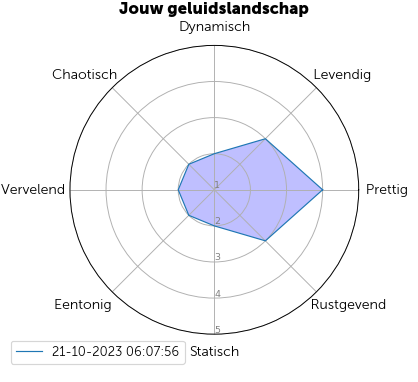 Jouw geluidslandschap
Dynamisch
Chaotisch
Levendig
Vervelend
Prettig
1
2
3
4
5
Eentonig
Rustgevend
21-10-2023 06:07:56
Statisch